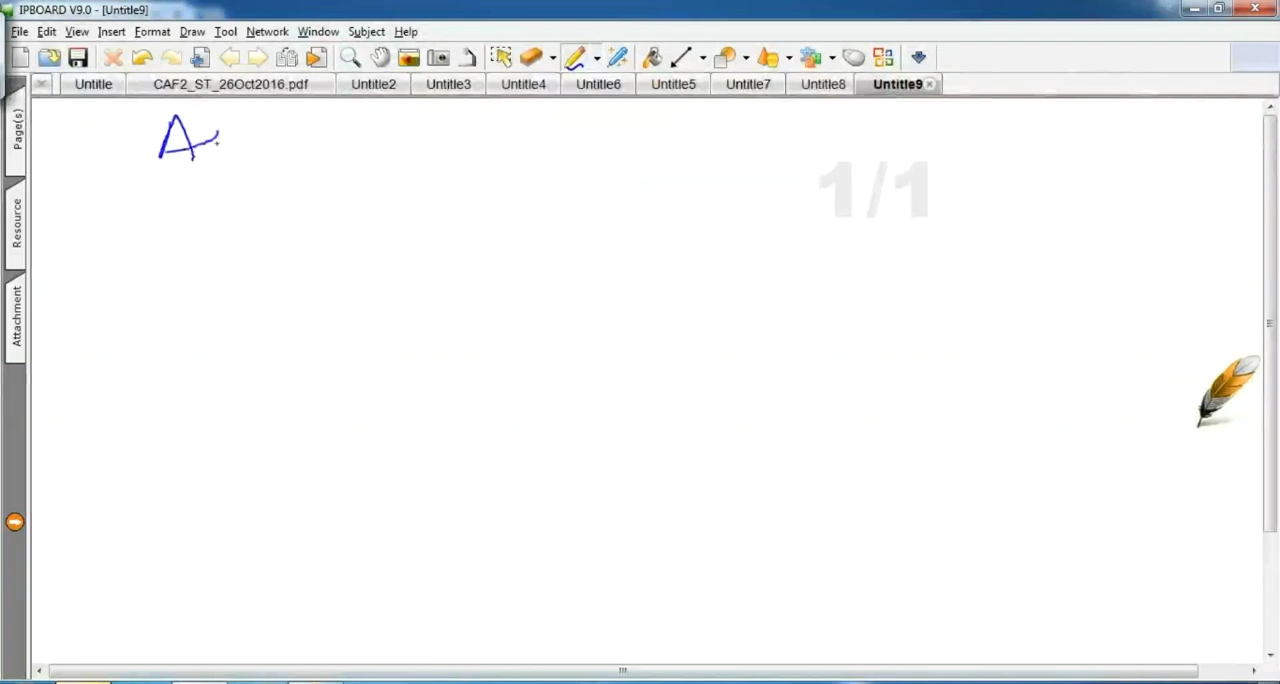 IPBOARD V9.0 - [Untitle9]
File Edit View Insert Format Draw Tool Network Window Subject Help
Untitle CAF2_ST_26Oct2016.pdf Untitle2 Untitle3 Untitle4 Untitle6 Untitle5 Untitle7 Untitle8 Untitle9
Page(s)
Resource
Attachment
A
1/1